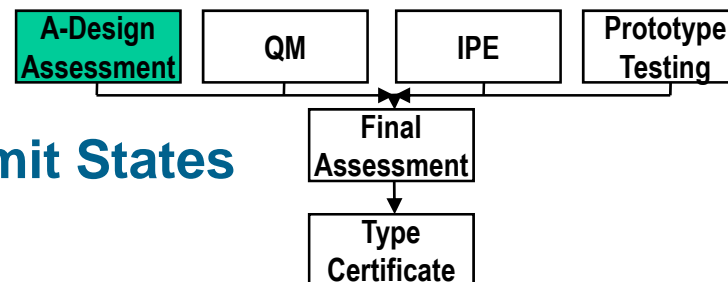 A-Design
Assessment
QM
IPE
Prototype
Testing
Final
Assessment
mit States
Type
Certificate